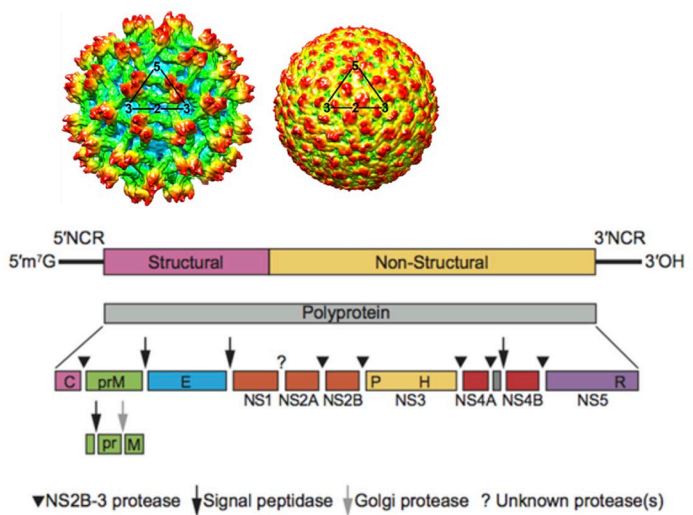 5 5
3 2 3 3 2 3
5′NCR 3′NCR
5′m⁷G Structural Non-Structural 3′OH
Polyprotein
?
C prM E P H R
NS1 NS2A NS2B NS3 NS4A NS4B NS5
pr M
NS2B-3 protease Signal peptidase Golgi protease ? Unknown protease(s)